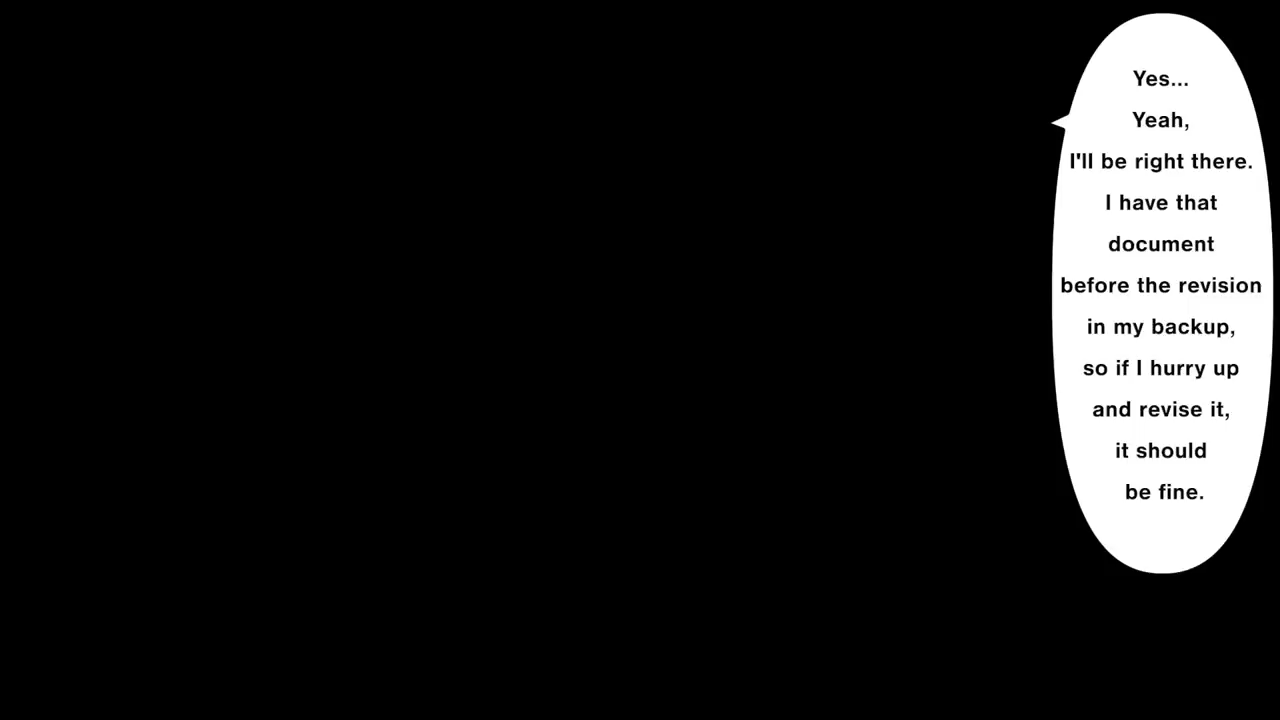 Yes...
Yeah,
I'll be right there.
I have that
document
before the revision
in my backup,
so if I hurry up
and revise it,
it should
be fine.